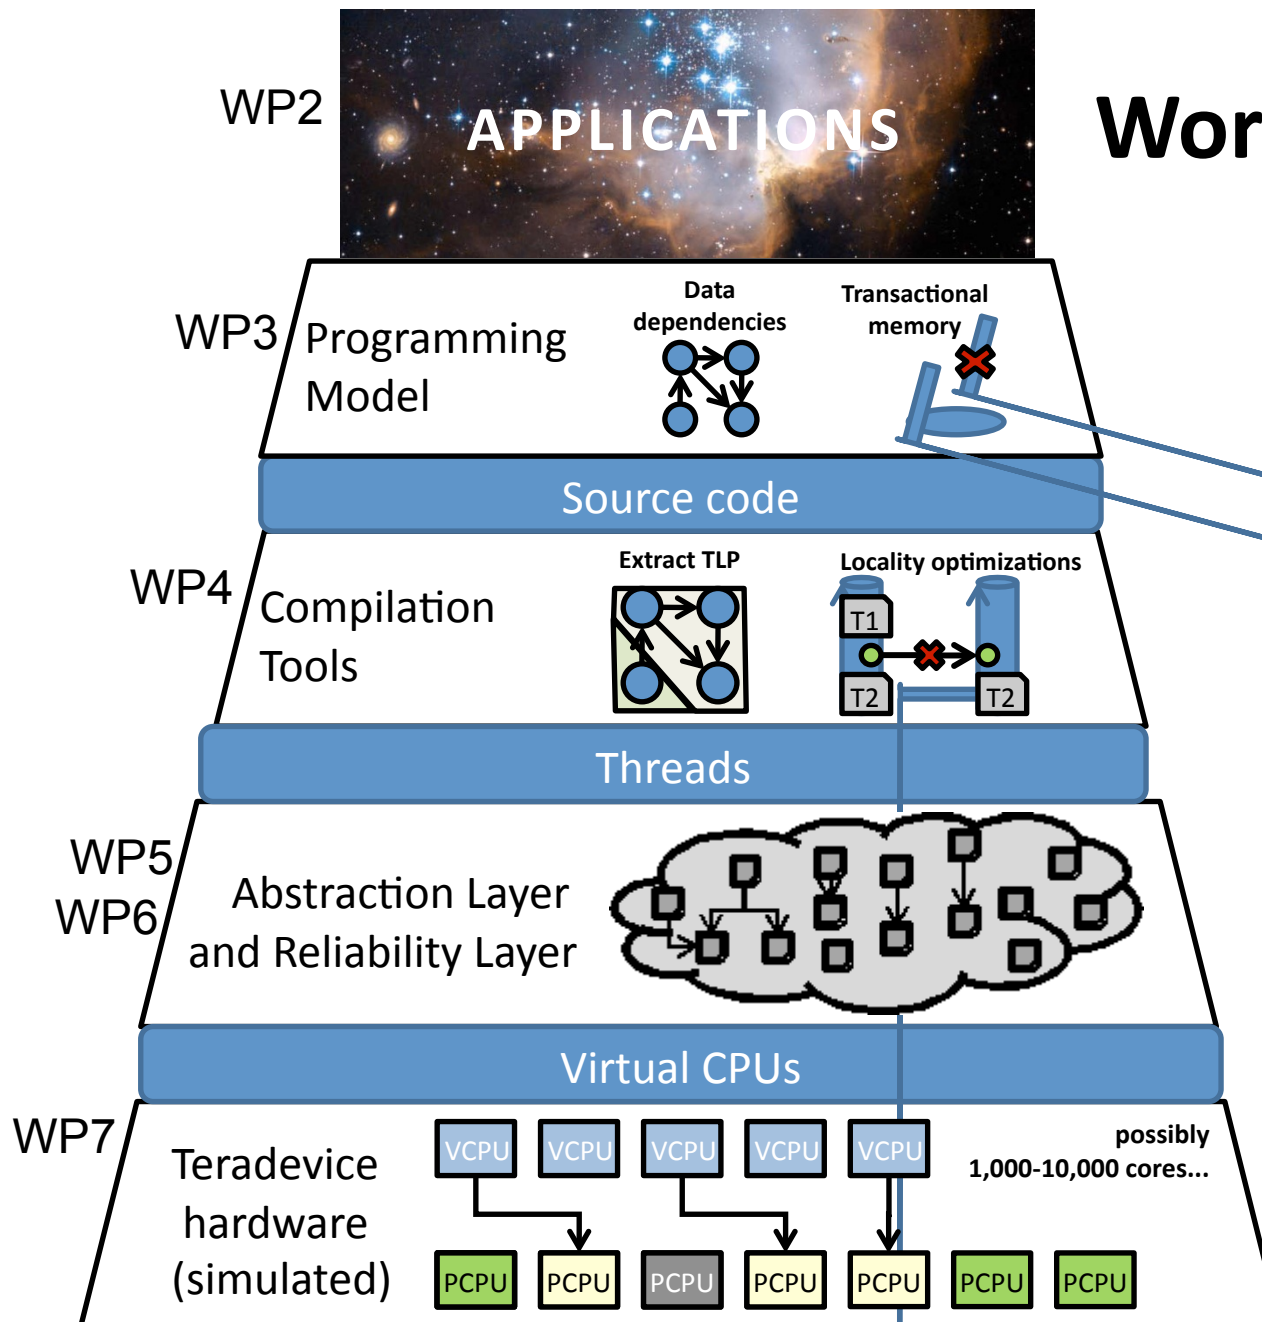 WP2
APPLICATIONS
Wor
WP3
Programming
Model
Data
dependencies
Transactional
memory
Source code
WP4
Compilation
Tools
Extract TLP
Locality optimizations
T1
T2
T2
Threads
WP5
WP6
Abstraction Layer
and Reliability Layer
Virtual CPUs
WP7
Teradevice
hardware
(simulated)
VCPU VCPU VCPU VCPU VCPU
possibly
1,000-10,000 cores...
PCPU PCPU PCPU PCPU PCPU PCPU PCPU